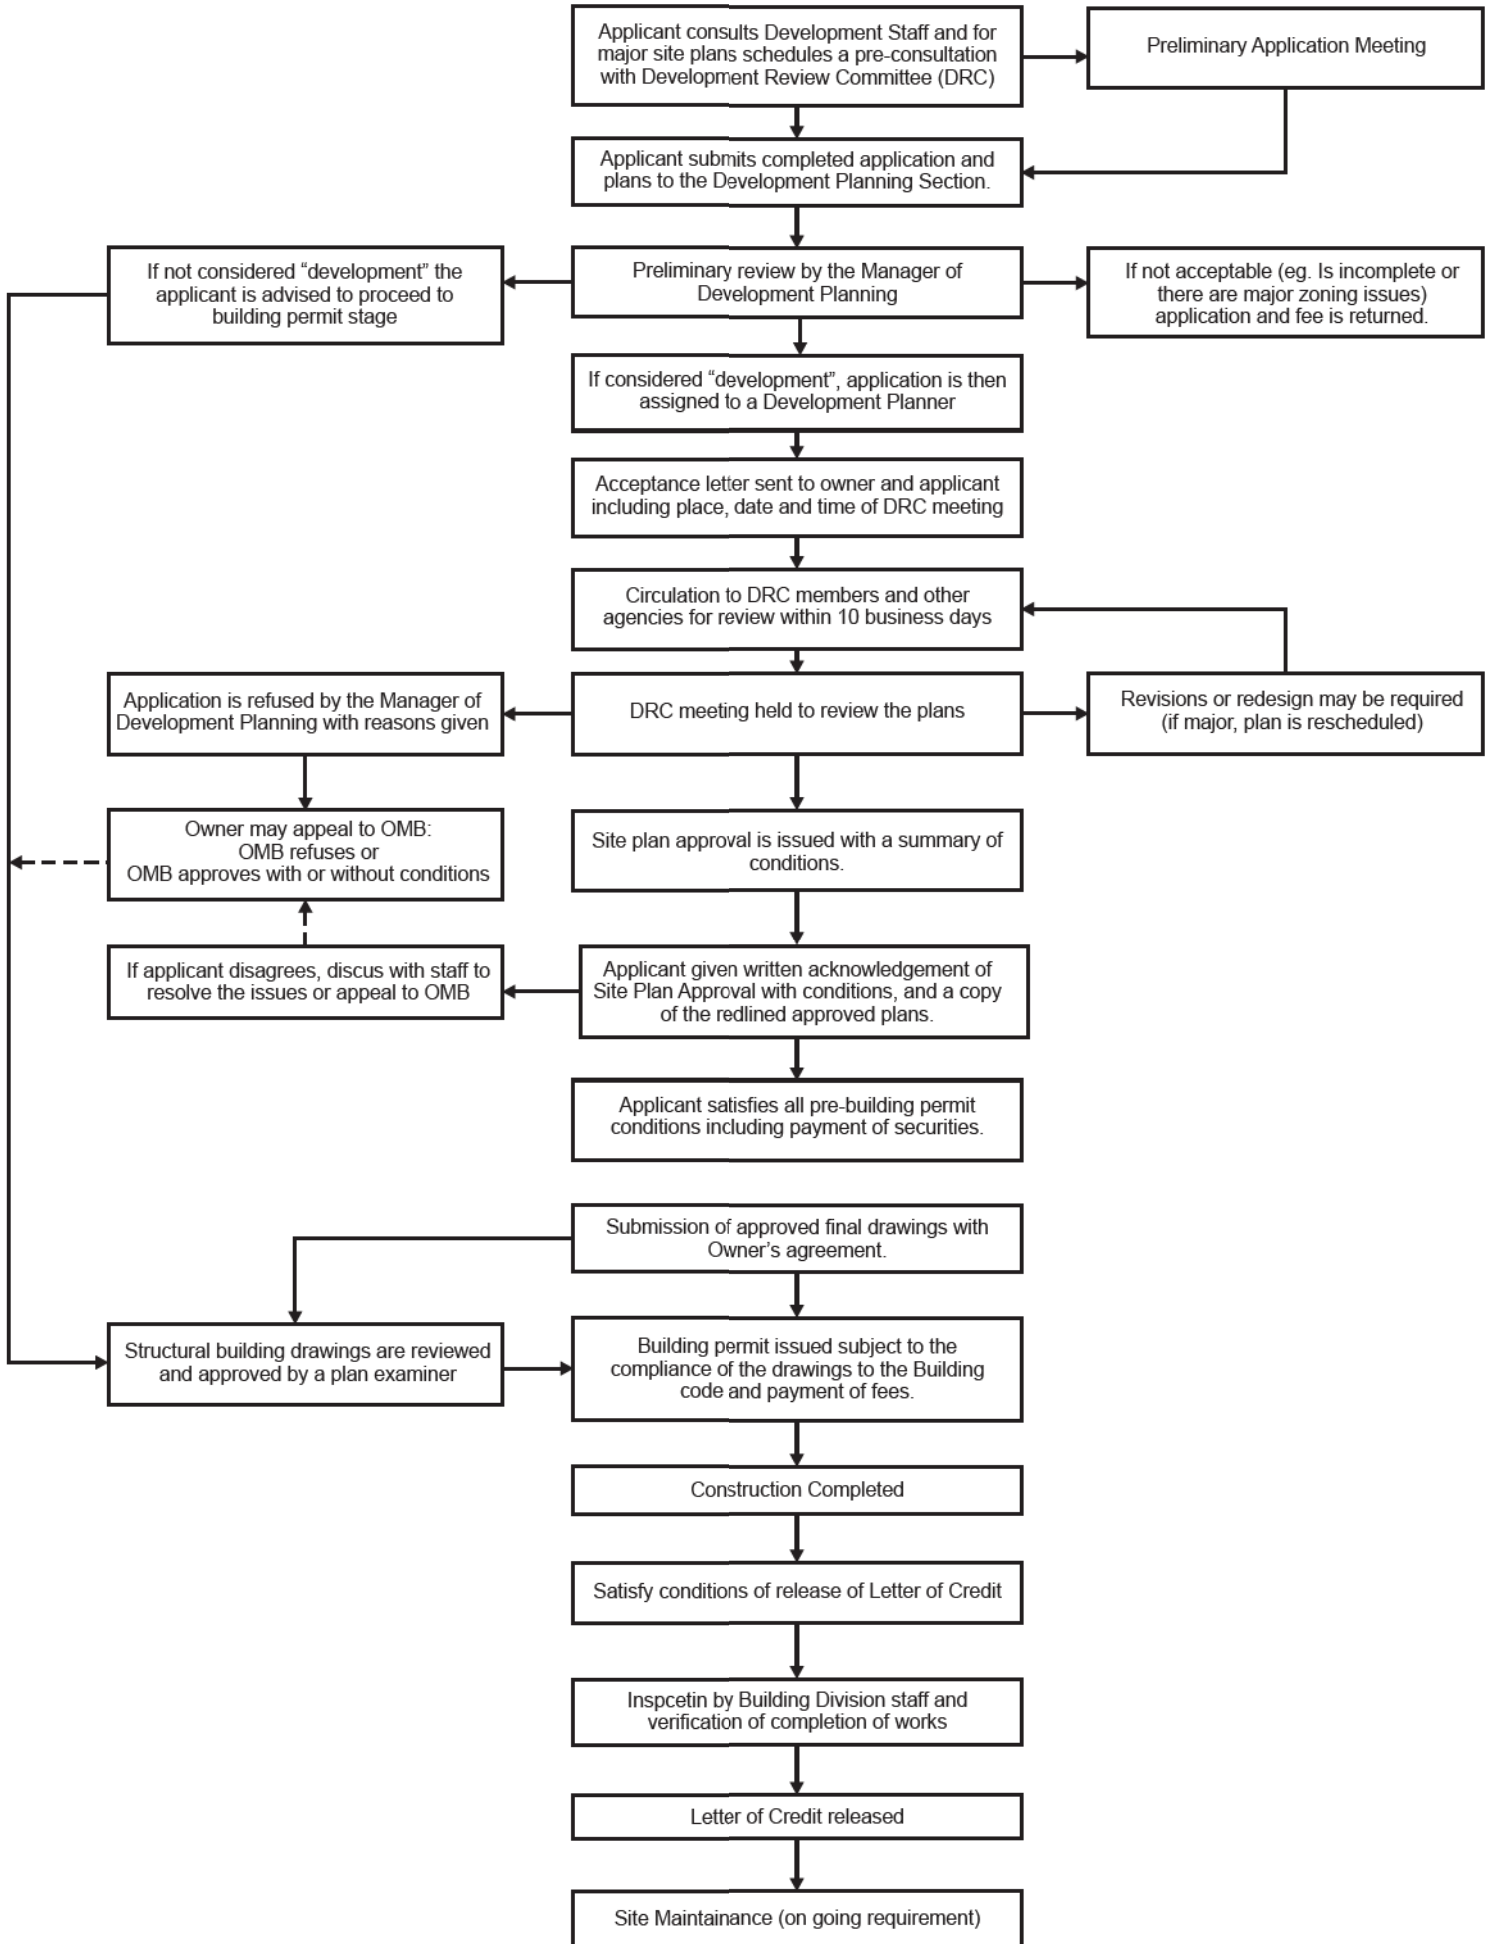 Applicant consults Development Staff and for
major site plans schedules a pre-consultation
with Development Review Committee (DRC)
Preliminary Application Meeting
Applicant submits completed application and
plans to the Development Planning Section.
If not considered “development” the
applicant is advised to proceed to
building permit stage
Preliminary review by the Manager of
Development Planning
If not acceptable (eg. Is incomplete or
there are major zoning issues)
application and fee is returned.
If considered “development”, application is then
assigned to a Development Planner
Acceptance letter sent to owner and applicant
including place, date and time of DRC meeting
Circulation to DRC members and other
agencies for review within 10 business days
Application is refused by the Manager of
Development Planning with reasons given
DRC meeting held to review the plans
Revisions or redesign may be required
(if major, plan is rescheduled)
Owner may appeal to OMB:
OMB refuses or
OMB approves with or without conditions
Site plan approval is issued with a summary of
conditions.
If applicant disagrees, discus with staff to
resolve the issues or appeal to OMB
Applicant given written acknowledgement of
Site Plan Approval with conditions, and a copy
of the redlined approved plans.
Applicant satisfies all pre-building permit
conditions including payment of securities.
Submission of approved final drawings with
Owner’s agreement.
Structural building drawings are reviewed
and approved by a plan examiner
Building permit issued subject to the
compliance of the drawings to the Building
code and payment of fees.
Construction Completed
Satisfy conditions of release of Letter of Credit
Inspcetin by Building Division staff and
verification of completion of works
Letter of Credit released
Site Maintainance (on going requirement)